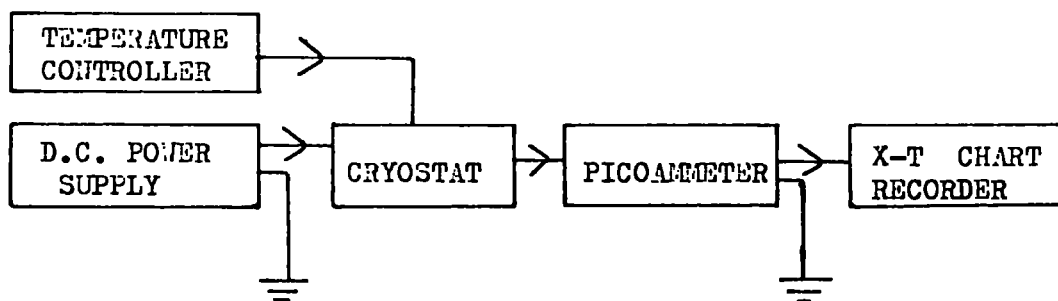 TEMPERATURE
CONTROLLER
D.C. POWER
SUPPLY
CRYOSTAT
PICOAMMETER
X-T CHART
RECORDER